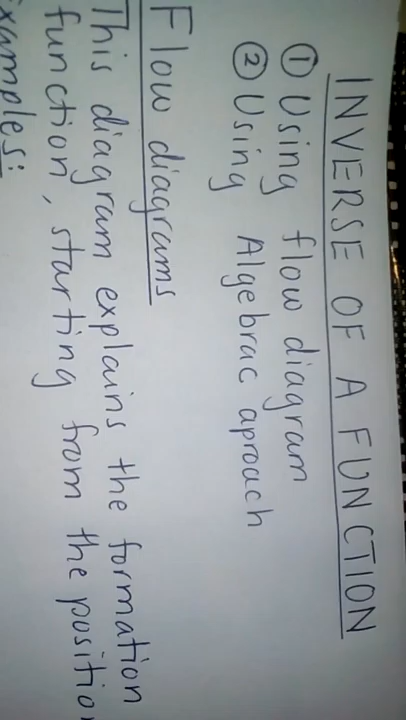 INVERSE OF A FUNCTION
① Using flow diagram
② Using Algebrac aproach
Flow diagrams
This diagram explains the formation
function, starting from the position
xamples: